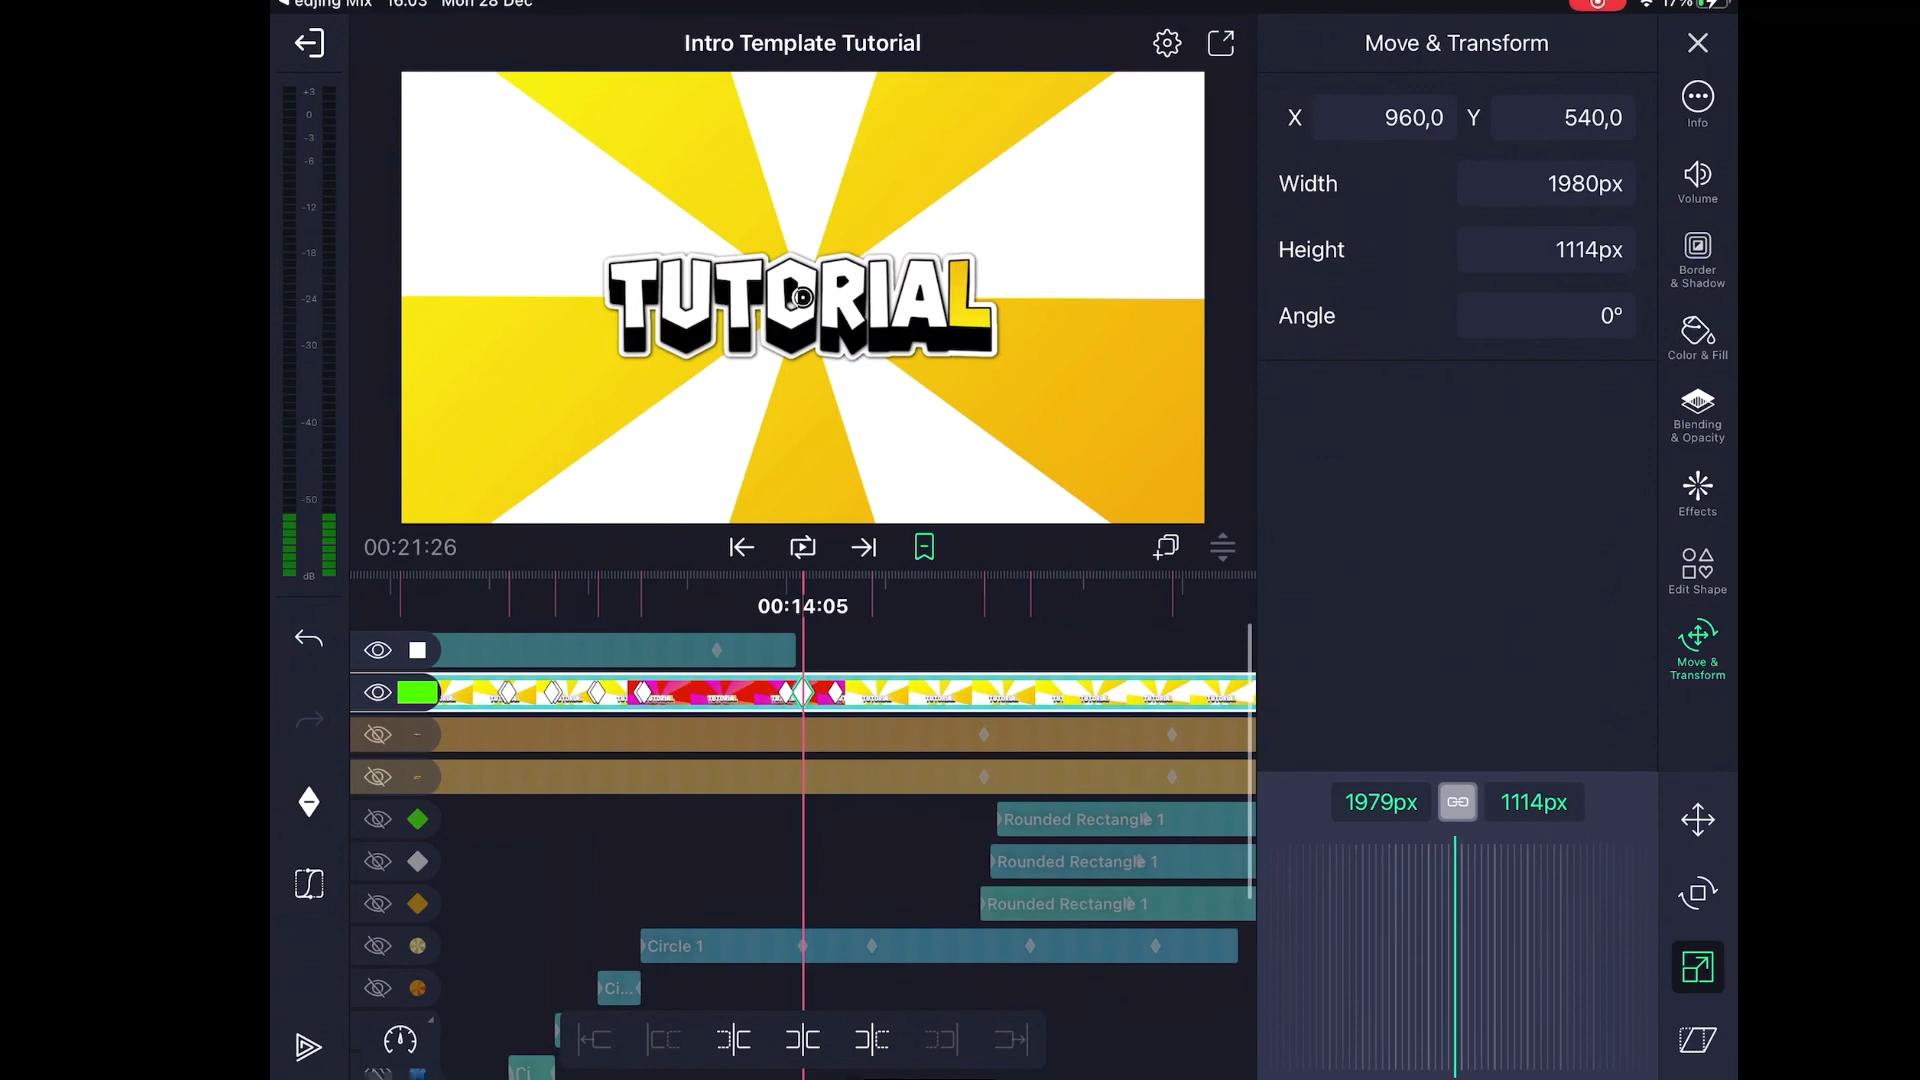 edjing Mix 16:03 Mon 28 Dec
17%
Intro Template Tutorial
Move & Transform
+3
0
-3
-6
-12
-18
-24
-30
-40
-50
dB
TUTORIAL
X 960,0 Y 540,0
Width 1980px
Height 1114px
Angle 0°
Info
Volume
Border
& Shadow
Color & Fill
Blending
& Opacity
Effects
Edit Shape
Move &
Transform
00:21:26
00:14:05
Rounded Rectangle 1
Rounded Rectangle 1
Rounded Rectangle 1
Circle 1
Ci...
Ci
1979px 1114px